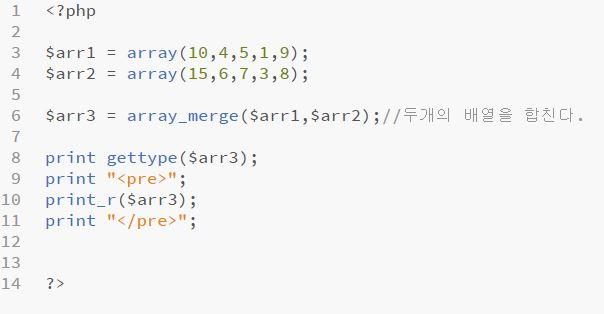 1 <?php
2
3 $arr1 = array(10,4,5,1,9);
4 $arr2 = array(15,6,7,3,8);
5
6 $arr3 = array_merge($arr1,$arr2);//두개의 배열을 합친다.
7
8 print gettype($arr3);
9 print "<pre>";
10 print_r($arr3);
11 print "</pre>";
12
13
14 ?>